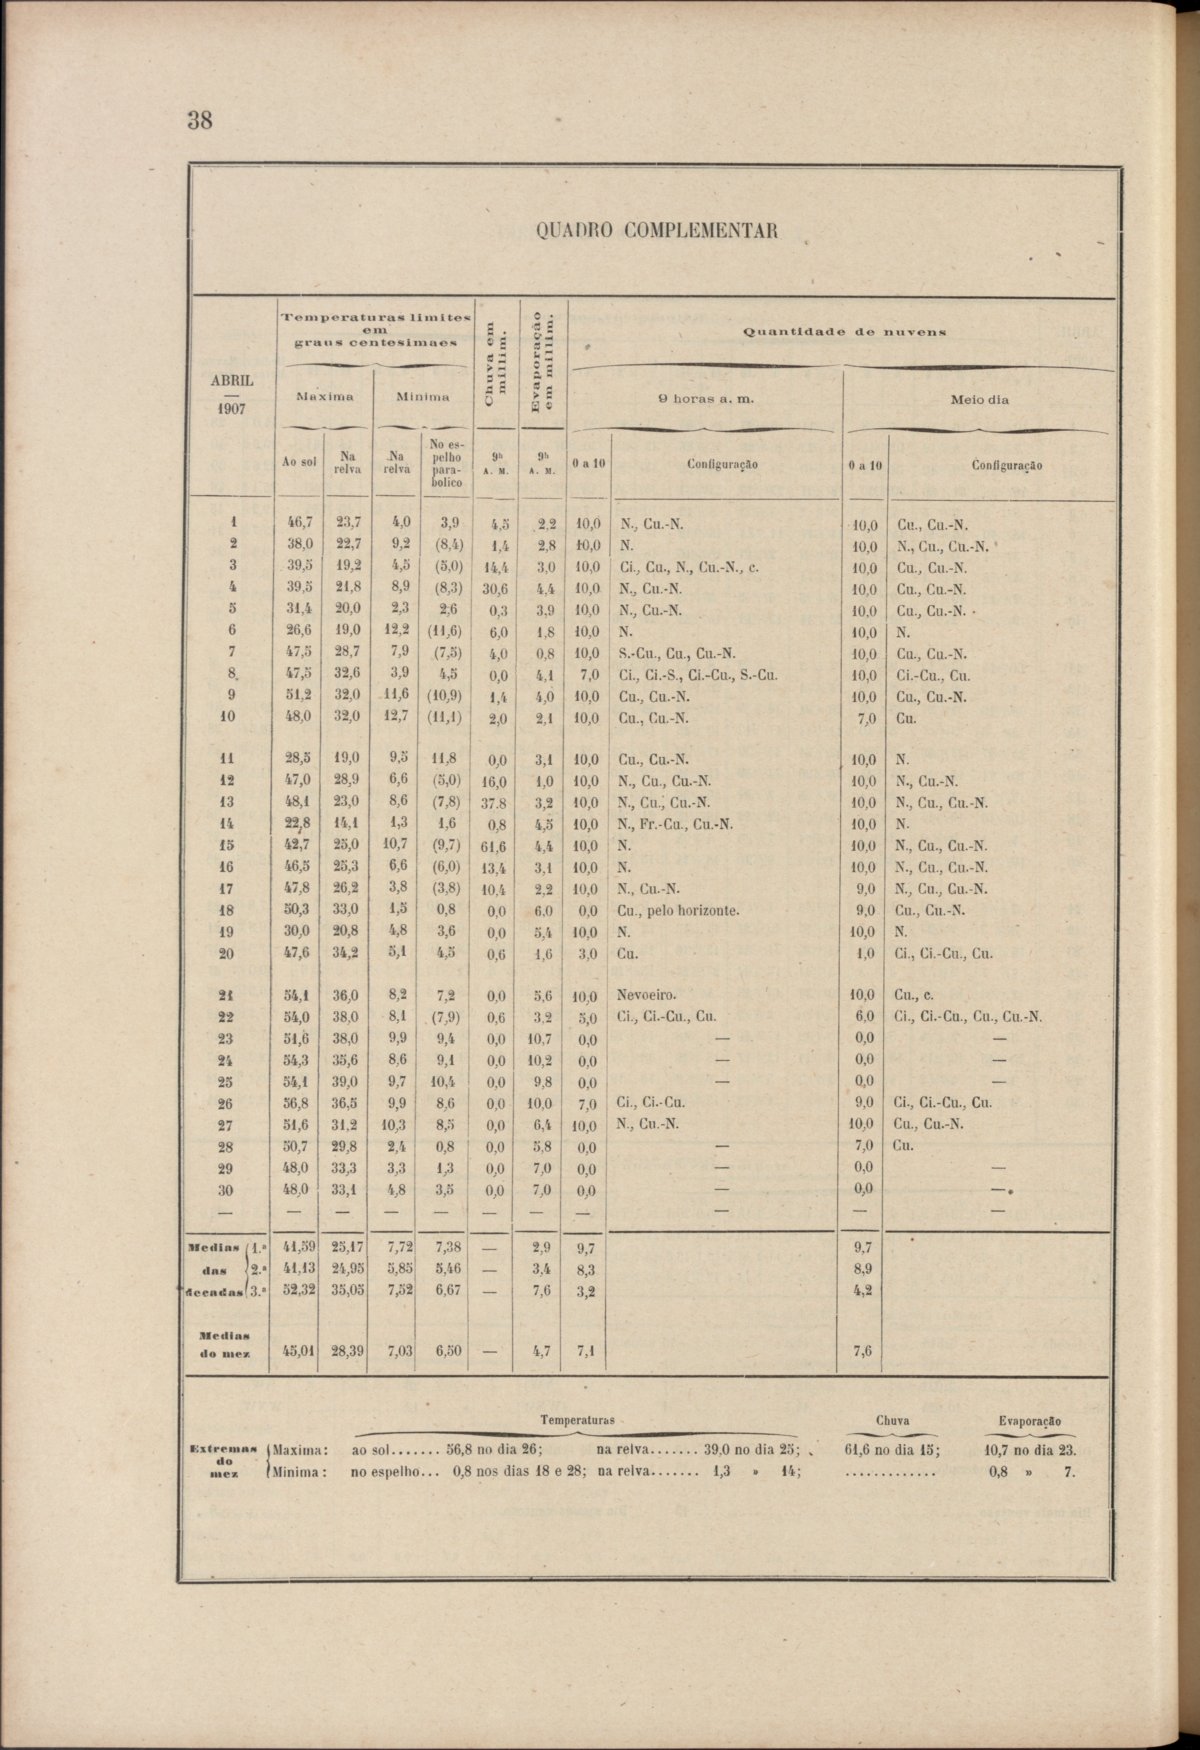 38
QUADRO COMPLEMENTAR
ABRIL
—
1907
Temperaturas limites
em
graus centesimaes
Chuva em
millim.
Evaporação
em millim.
Quantidade de nuvens
Maxima
Minima
9 horas a. m.
Meio dia
Ao sol
Na
relva
Na
relva
No es-
pelho
para-
bolico
9h
A. M.
9h
A. M.
0 a 10
Configuração
0 a 10
Configuração
1 46,7 23,7 4,0 3,9 4,5 2,2 10,0 N., Cu.-N. 10,0 Cu., Cu.-N.
2 38,0 22,7 9,2 (8,4) 1,4 2,8 10,0 N. 10,0 N., Cu., Cu.-N.
3 39,5 19,2 4,5 (5,0) 14,4 3,0 10,0 Ci., Cu., N., Cu.-N., c. 10,0 Cu., Cu.-N.
4 39,5 21,8 8,9 (8,3) 30,6 4,4 10,0 N., Cu.-N. 10,0 Cu., Cu.-N.
5 31,4 20,0 2,3 2,6 0,3 3,9 10,0 N., Cu.-N. 10,0 Cu., Cu.-N.
6 26,6 19,0 12,2 (11,6) 6,0 1,8 10,0 N. 10,0 N.
7 47,5 28,7 7,9 (7,5) 4,0 0,8 10,0 S.-Cu., Cu., Cu.-N. 10,0 Cu., Cu.-N.
8 47,5 32,6 3,9 4,5 0,0 4,1 7,0 Ci., Ci.-S., Ci.-Cu., S.-Cu. 10,0 Ci.-Cu., Cu.
9 51,2 32,0 11,6 (10,9) 1,4 4,0 10,0 Cu., Cu.-N. 10,0 Cu., Cu.-N.
10 48,0 32,0 12,7 (11,1) 2,0 2,1 10,0 Cu., Cu.-N. 7,0 Cu.
11 28,5 19,0 9,5 11,8 0,0 3,1 10,0 Cu., Cu.-N. 10,0 N.
12 47,0 28,9 6,6 (5,0) 16,0 1,0 10,0 N., Cu., Cu.-N. 10,0 N., Cu.-N.
13 48,1 23,0 8,6 (7,8) 37.8 3,2 10,0 N., Cu., Cu.-N. 10,0 N., Cu., Cu.-N.
14 22,8 14,1 1,3 1,6 0,8 4,5 10,0 N., Fr.-Cu., Cu.-N. 10,0 N.
15 42,7 25,0 10,7 (9,7) 61,6 4,4 10,0 N. 10,0 N., Cu., Cu.-N.
16 46,5 25,3 6,6 (6,0) 13,4 3,1 10,0 N. 10,0 N., Cu., Cu.-N.
17 47,8 26,2 3,8 (3,8) 10,4 2,2 10,0 N., Cu.-N. 9,0 N., Cu., Cu.-N.
18 50,3 33,0 1,5 0,8 0,0 6,0 0,0 Cu., pelo horizonte. 9,0 Cu., Cu.-N.
19 30,0 20,8 4,8 3,6 0,0 5,4 10,0 N. 10,0 N.
20 47,6 34,2 5,1 4,5 0,6 1,6 3,0 Cu. 1,0 Ci., Ci.-Cu., Cu.
21 54,1 36,0 8,2 7,2 0,0 5,6 10,0 Nevoeiro. 10,0 Cu., c.
22 54,0 38,0 8,1 (7,9) 0,6 3,2 5,0 Ci., Ci.-Cu., Cu. 6,0 Ci., Ci.-Cu., Cu., Cu.-N.
23 51,6 38,0 9,9 9,4 0,0 10,7 0,0 — 0,0 —
24 54,3 35,6 8,6 9,1 0,0 10,2 0,0 — 0,0 —
25 54,1 39,0 9,7 10,4 0,0 9,8 0,0 — 0,0 —
26 56,8 36,5 9,9 8,6 0,0 10,0 7,0 Ci., Ci.-Cu. 9,0 Ci., Ci.-Cu., Cu.
27 51,6 31,2 10,3 8,5 0,0 6,4 10,0 N., Cu.-N. 10,0 Cu., Cu.-N.
28 50,7 29,8 2,4 0,8 0,0 5,8 0,0 — 7,0 Cu.
29 48,0 33,3 3,3 1,3 0,0 7,0 0,0 — 0,0 —
30 48,0 33,1 4,8 3,5 0,0 7,0 0,0 — 0,0 —
— — — — — — — — — — —
Medias 1.ª 41,59 25,17 7,72 7,38 — 2,9 9,7 9,7
das 2.ª 41,13 24,95 5,85 5,46 — 3,4 8,3 8,9
decadas 3.ª 52,32 35,05 7,52 6,67 — 7,6 3,2 4,2
Medias
do mez 45,01 28,39 7,03 6,50 — 4,7 7,1 7,6
Temperaturas Chuva Evaporação
Extremas
do
mez
Maxima: ao sol....... 56,8 no dia 26; na relva....... 39,0 no dia 25; 61,6 no dia 15; 10,7 no dia 23.
Minima: no espelho... 0,8 nos dias 18 e 28; na relva....... 1,3 » 14; ............. 0,8 » 7.